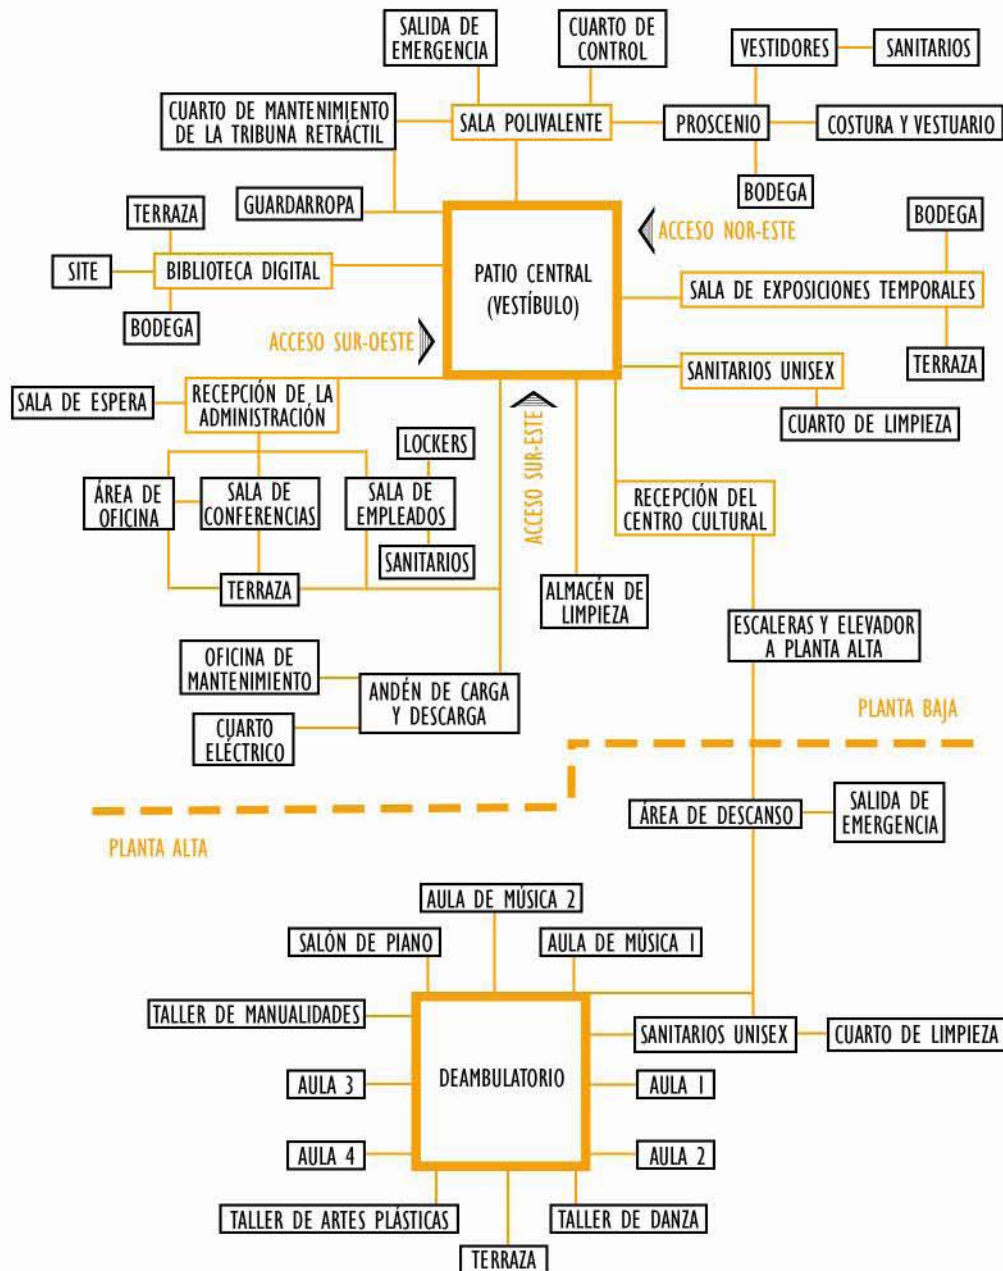 SALIDA DE
EMERGENCIA
CUARTO DE
CONTROL
VESTIDORES
SANITARIOS
CUARTO DE MANTENIMIENTO
DE LA TRIBUNA RETRÁCTIL
SALA POLIVALENTE
PROSCENIO
COSTURA Y VESTUARIO
BODEGA
GUARDARROPA
TERRAZA
BODEGA
ACCESO NOR-ESTE
SITE
BIBLIOTECA DIGITAL
PATIO CENTRAL
(VESTÍBULO)
SALA DE EXPOSICIONES TEMPORALES
BODEGA
ACCESO SUR-OESTE
TERRAZA
SANITARIOS UNISEX
CUARTO DE LIMPIEZA
SALA DE ESPERA
RECEPCIÓN DE LA
ADMINISTRACIÓN
ACCESO SUR-ESTE
LOCKERS
ÁREA DE
OFICINA
SALA DE
CONFERENCIAS
SALA DE
EMPLEADOS
SANITARIOS
TERRAZA
RECEPCIÓN DEL
CENTRO CULTURAL
ALMACÉN DE
LIMPIEZA
ESCALERAS Y ELEVADOR
A PLANTA ALTA
OFICINA DE
MANTENIMIENTO
ANDÉN DE CARGA
Y DESCARGA
CUARTO
ELÉCTRICO
PLANTA BAJA
PLANTA ALTA
ÁREA DE DESCANSO
SALIDA DE
EMERGENCIA
AULA DE MÚSICA 2
SALÓN DE PIANO
AULA DE MÚSICA 1
TALLER DE MANUALIDADES
SANITARIOS UNISEX
CUARTO DE LIMPIEZA
DEAMBULATORIO
AULA 3
AULA 1
AULA 4
AULA 2
TALLER DE ARTES PLÁSTICAS
TALLER DE DANZA
TERRAZA